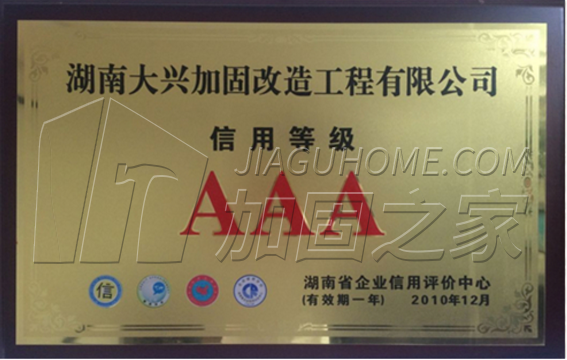 湖南大兴加固改造工程有限公司
信用等级
JIAGUHOME.COM
AAA
加固之家
信
湖南省企业信用评价中心
(有效期一年) 2010年12月